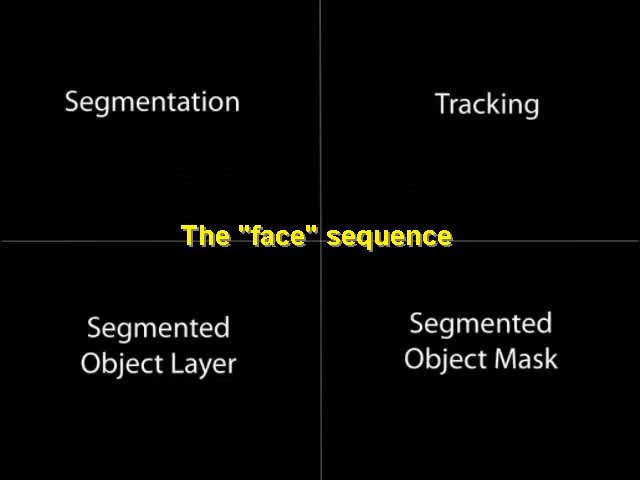 Segmentation
Tracking
The "face" sequence
Segmented
Object Layer
Segmented
Object Mask